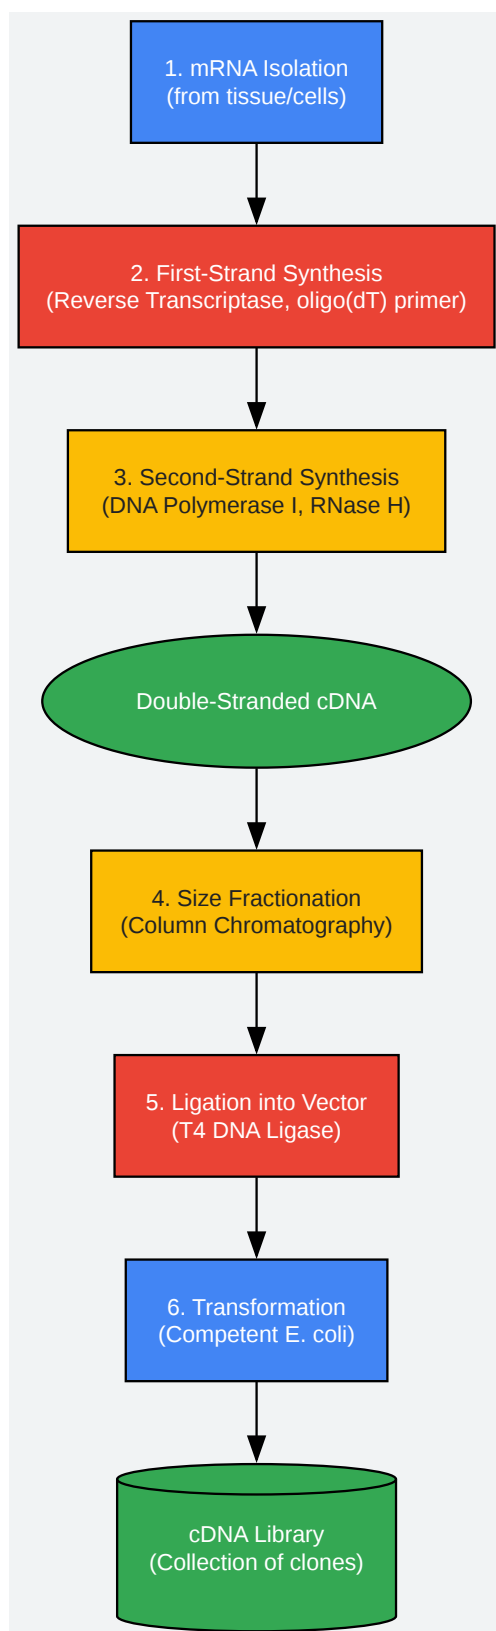 1. mRNA Isolation
(from tissue/cells)
2. First-Strand Synthesis
(Reverse Transcriptase, oligo(dT) primer)
3. Second-Strand Synthesis
(DNA Polymerase I, RNase H)
Double-Stranded cDNA
4. Size Fractionation
(Column Chromatography)
5. Ligation into Vector
(T4 DNA Ligase)
6. Transformation
(Competent E. coli)
cDNA Library
(Collection of clones)